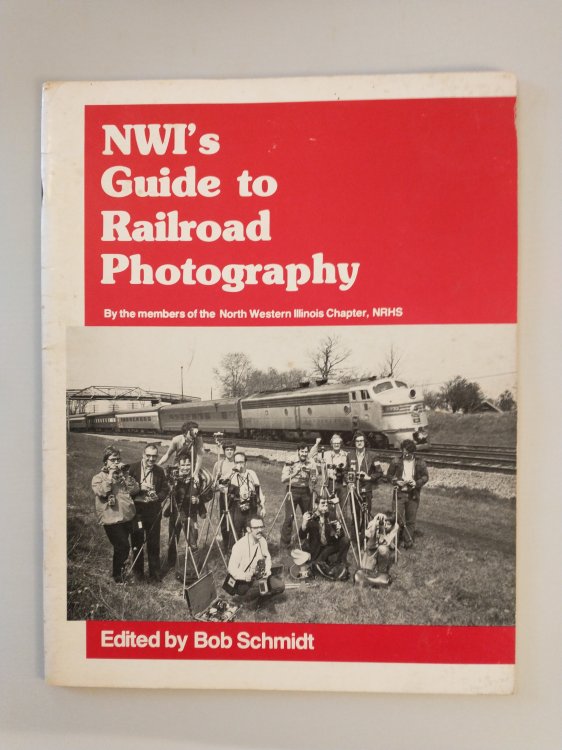 NWI's
Guide to
Railroad
Photography
By the members of the North Western Illinois Chapter, NRHS
Edited by Bob Schmidt